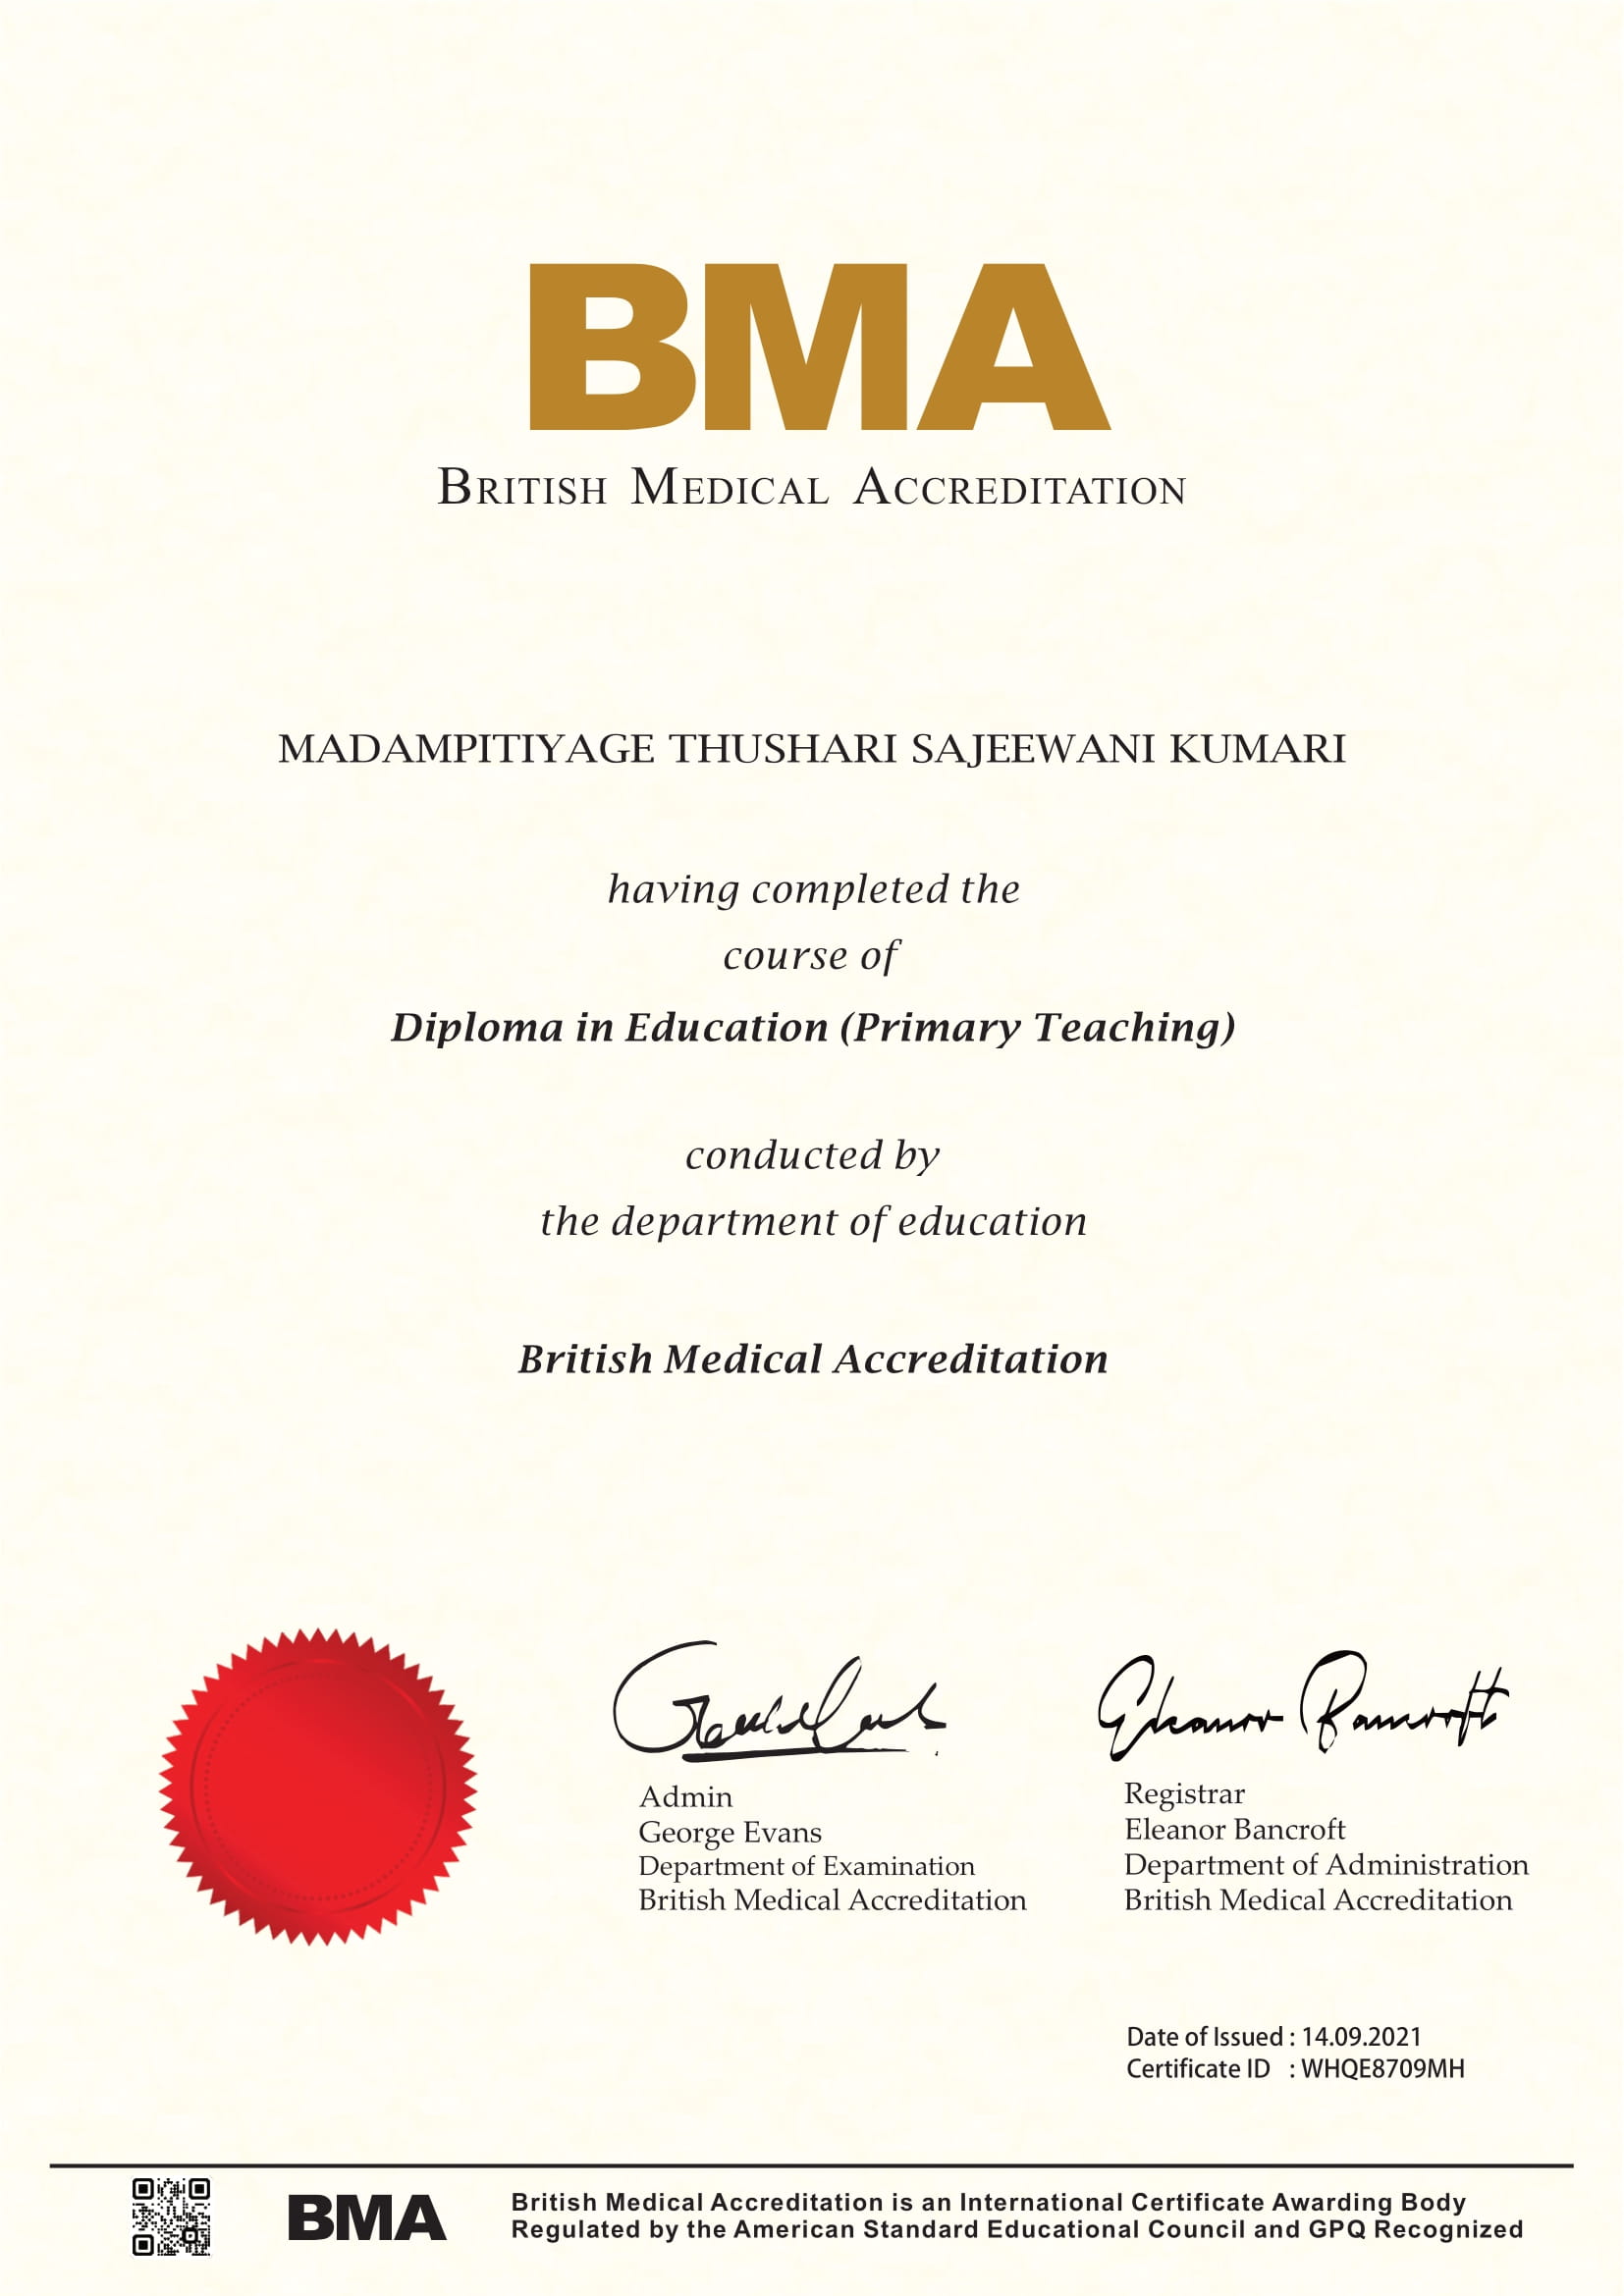 BMA
BRITISH MEDICAL ACCREDITATION
MADAMPITIYAGE THUSHARI SAJEEWANI KUMARI
having completed the
course of
Diploma in Education (Primary Teaching)
conducted by
the department of education
British Medical Accreditation
Eleanor Bancroft
Admin
George Evans
Department of Examination
British Medical Accreditation
Registrar
Eleanor Bancroft
Department of Administration
British Medical Accreditation
Date of Issued : 14.09.2021
Certificate ID : WHQE8709MH
BMA
British Medical Accreditation is an International Certificate Awarding Body
Regulated by the American Standard Educational Council and GPQ Recognized